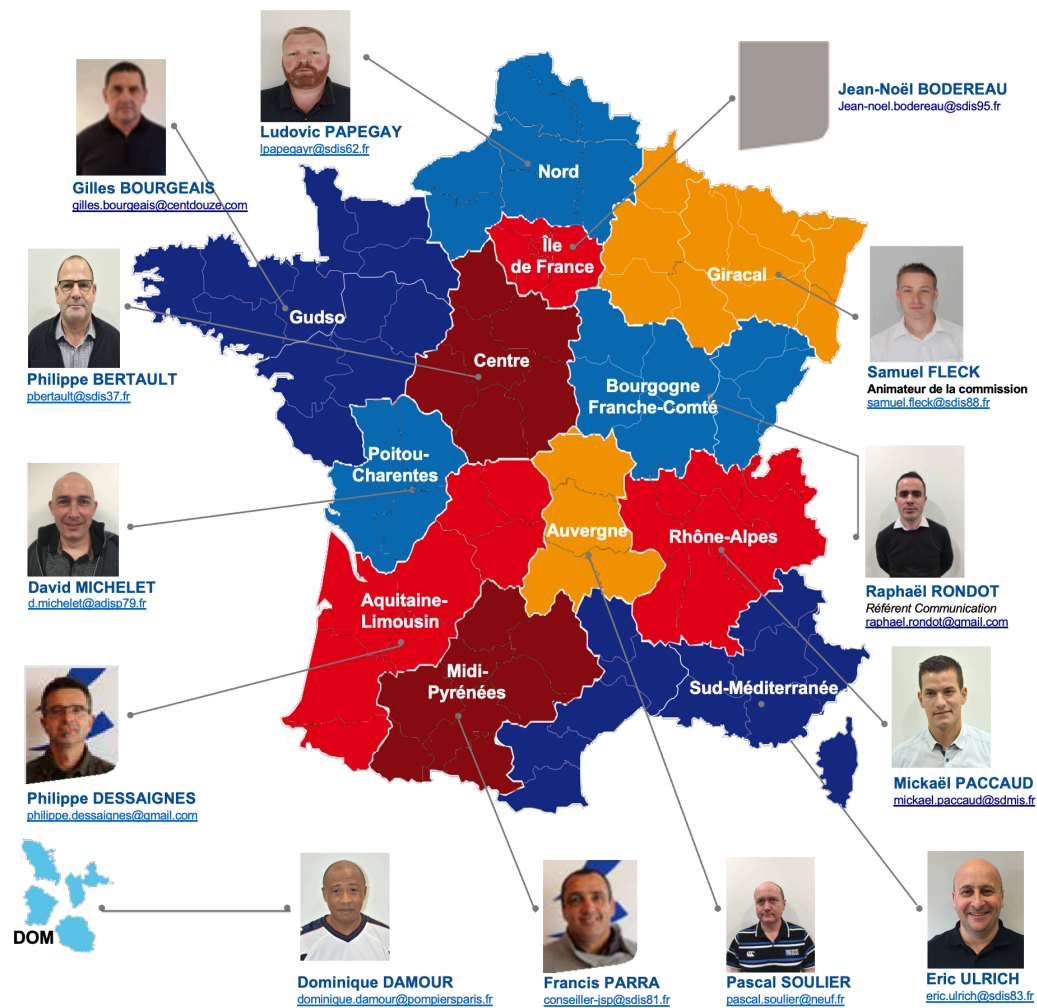 Jean-Noël BODEREAU
Jean-noel.bodereau@sdis95.fr
Ludovic PAPEGAY
lpapegayr@sdis62.fr
Nord
Gilles BOURGEAIS
gilles.bourgeais@centdouze.com
Île
de France
Giracal
Gudso
Centre
Philippe BERTAULT
pbertault@sdis37.fr
Samuel FLECK
Animateur de la commission
samuel.fleck@sdis88.fr
Bourgogne
Franche-Comté
Poitou-
Charentes
Auvergne
Rhône-Alpes
David MICHELET
d.michelet@adjsp79.fr
Raphaël RONDOT
Référent Communication
raphael.rondot@gmail.com
Aquitaine-
Limousin
Midi-
Pyrénées
Sud-Méditerranée
Mickaël PACCAUD
mickael.paccaud@sdmis.fr
Philippe DESSAIGNES
philippe.dessaignes@gmail.com
DOM
Dominique DAMOUR
dominique.damour@pompiersparis.fr
Francis PARRA
conseiller-jsp@sdis81.fr
Pascal SOULIER
pascal.soulier@neuf.fr
Eric ULRICH
eric.ulrich@sdis83.fr